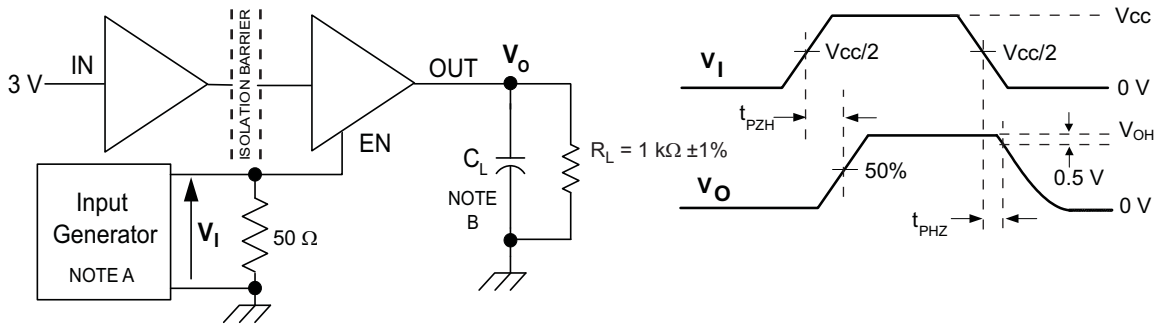 3 V
IN
ISOLATION BARRIER
EN
OUT
Vo
CL
NOTE
B
RL = 1 kΩ ±1%
Input
Generator
NOTE A
VI
50 Ω
VI
Vcc/2
Vcc/2
Vcc
0 V
tPZH
VO
50%
VOH
0.5 V
0 V
tPHZ